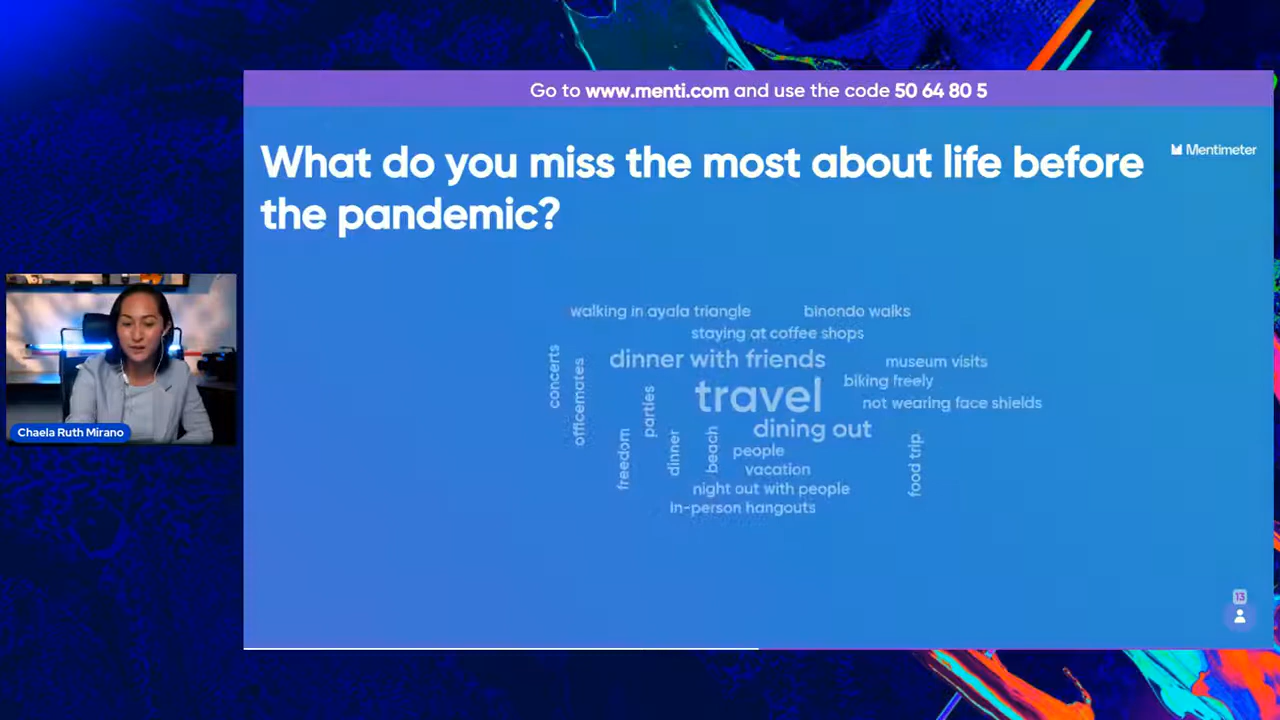 Go to www.menti.com and use the code 50 64 80 5
What do you miss the most about life before
the pandemic?
Mentimeter
walking in ayala triangle
binondo walks
staying at coffee shops
dinner with friends
museum visits
concerts
officemates
biking freely
travel
not wearing face shields
parties
dining out
freedom
dinner
beach
people
food trip
vacation
night out with people
in-person hangouts
Chaela Ruth Mirano
13